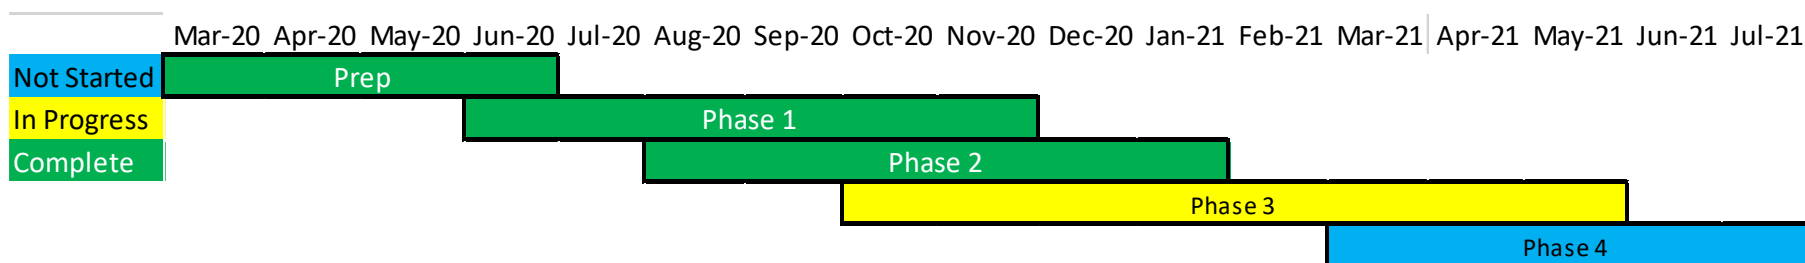 Mar-20 Apr-20 May-20 Jun-20 Jul-20 Aug-20 Sep-20 Oct-20 Nov-20 Dec-20 Jan-21 Feb-21 Mar-21 Apr-21 May-21 Jun-21 Jul-21
Not Started Prep
In Progress Phase 1
Complete Phase 2
Phase 3
Phase 4